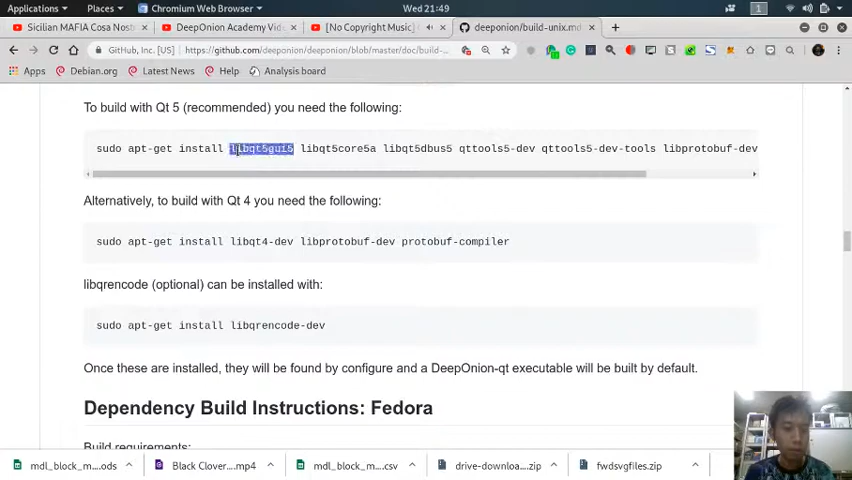 Applications
Places
Chromium Web Browser
Wed 21:49
1
Sicilian MAFIA Cosa Nost
DeepOnion Academy Vid
[No Copyright Music]
deeponion/build-unix.md
GitHub, Inc. [US]
https://github.com/deeponion/deeponion/blob/master/doc/build-...
Apps
Debian.org
Latest News
Help
Analysis board
To build with Qt 5 (recommended) you need the following:
sudo apt-get install libqt5gui5 libqt5core5a libqt5dbus5 qttools5-dev qttools5-dev-tools libprotobuf-dev
Alternatively, to build with Qt 4 you need the following:
sudo apt-get install libqt4-dev libprotobuf-dev protobuf-compiler
libqrencode (optional) can be installed with:
sudo apt-get install libqrencode-dev
Once these are installed, they will be found by configure and a DeepOnion-qt executable will be built by default.
Dependency Build Instructions: Fedora
Build requirements:
mdl_block_m....ods
Black Clover....mp4
mdl_block_m....csv
drive-downloa....zip
fwdsvgfiles.zip